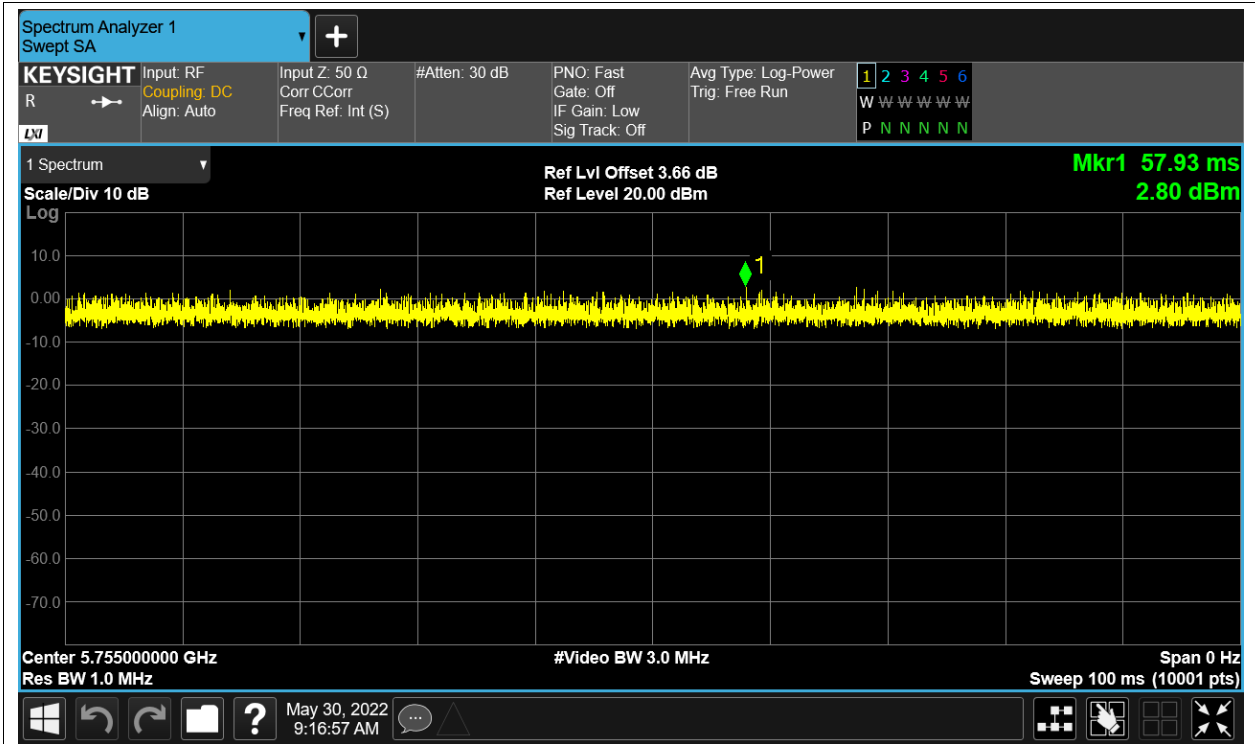 Spectrum Analyzer 1
Swept SA
KEYSIGHT
R
LXI
Input: RF
Coupling: DC
Align: Auto
Input Z: 50 Ω
Corr CCorr
Freq Ref: Int (S)
#Atten: 30 dB
PNO: Fast
Gate: Off
IF Gain: Low
Sig Track: Off
Avg Type: Log-Power
Trig: Free Run
1 2 3 4 5 6
W W W W W W
P N N N N N
1 Spectrum
Scale/Div 10 dB
Ref Lvl Offset 3.66 dB
Ref Level 20.00 dBm
Mkr1 57.93 ms
2.80 dBm
Log
10.0
0.00
-10.0
-20.0
-30.0
-40.0
-50.0
-60.0
-70.0
1
Center 5.755000000 GHz
Res BW 1.0 MHz
#Video BW 3.0 MHz
Span 0 Hz
Sweep 100 ms (10001 pts)
?
May 30, 2022
9:16:57 AM